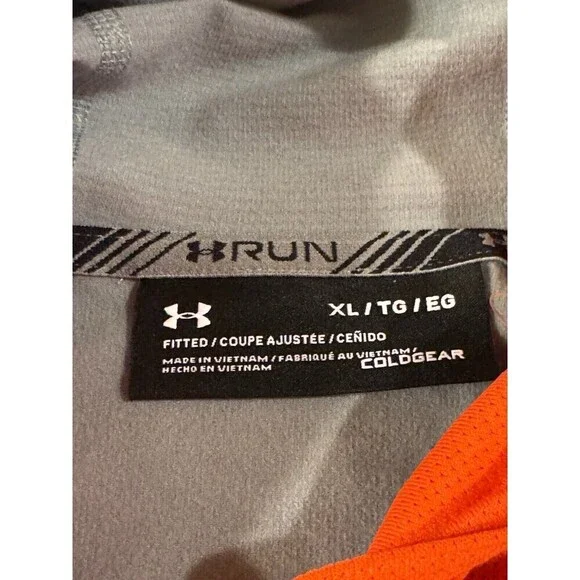 RUN
XL / TG / EG
FITTED / COUPE AJUSTÉE / CEÑIDO
MADE IN VIETNAM / FABRIQUÉ AU VIETNAM /
HECHO EN VIETNAM
COLDGEAR